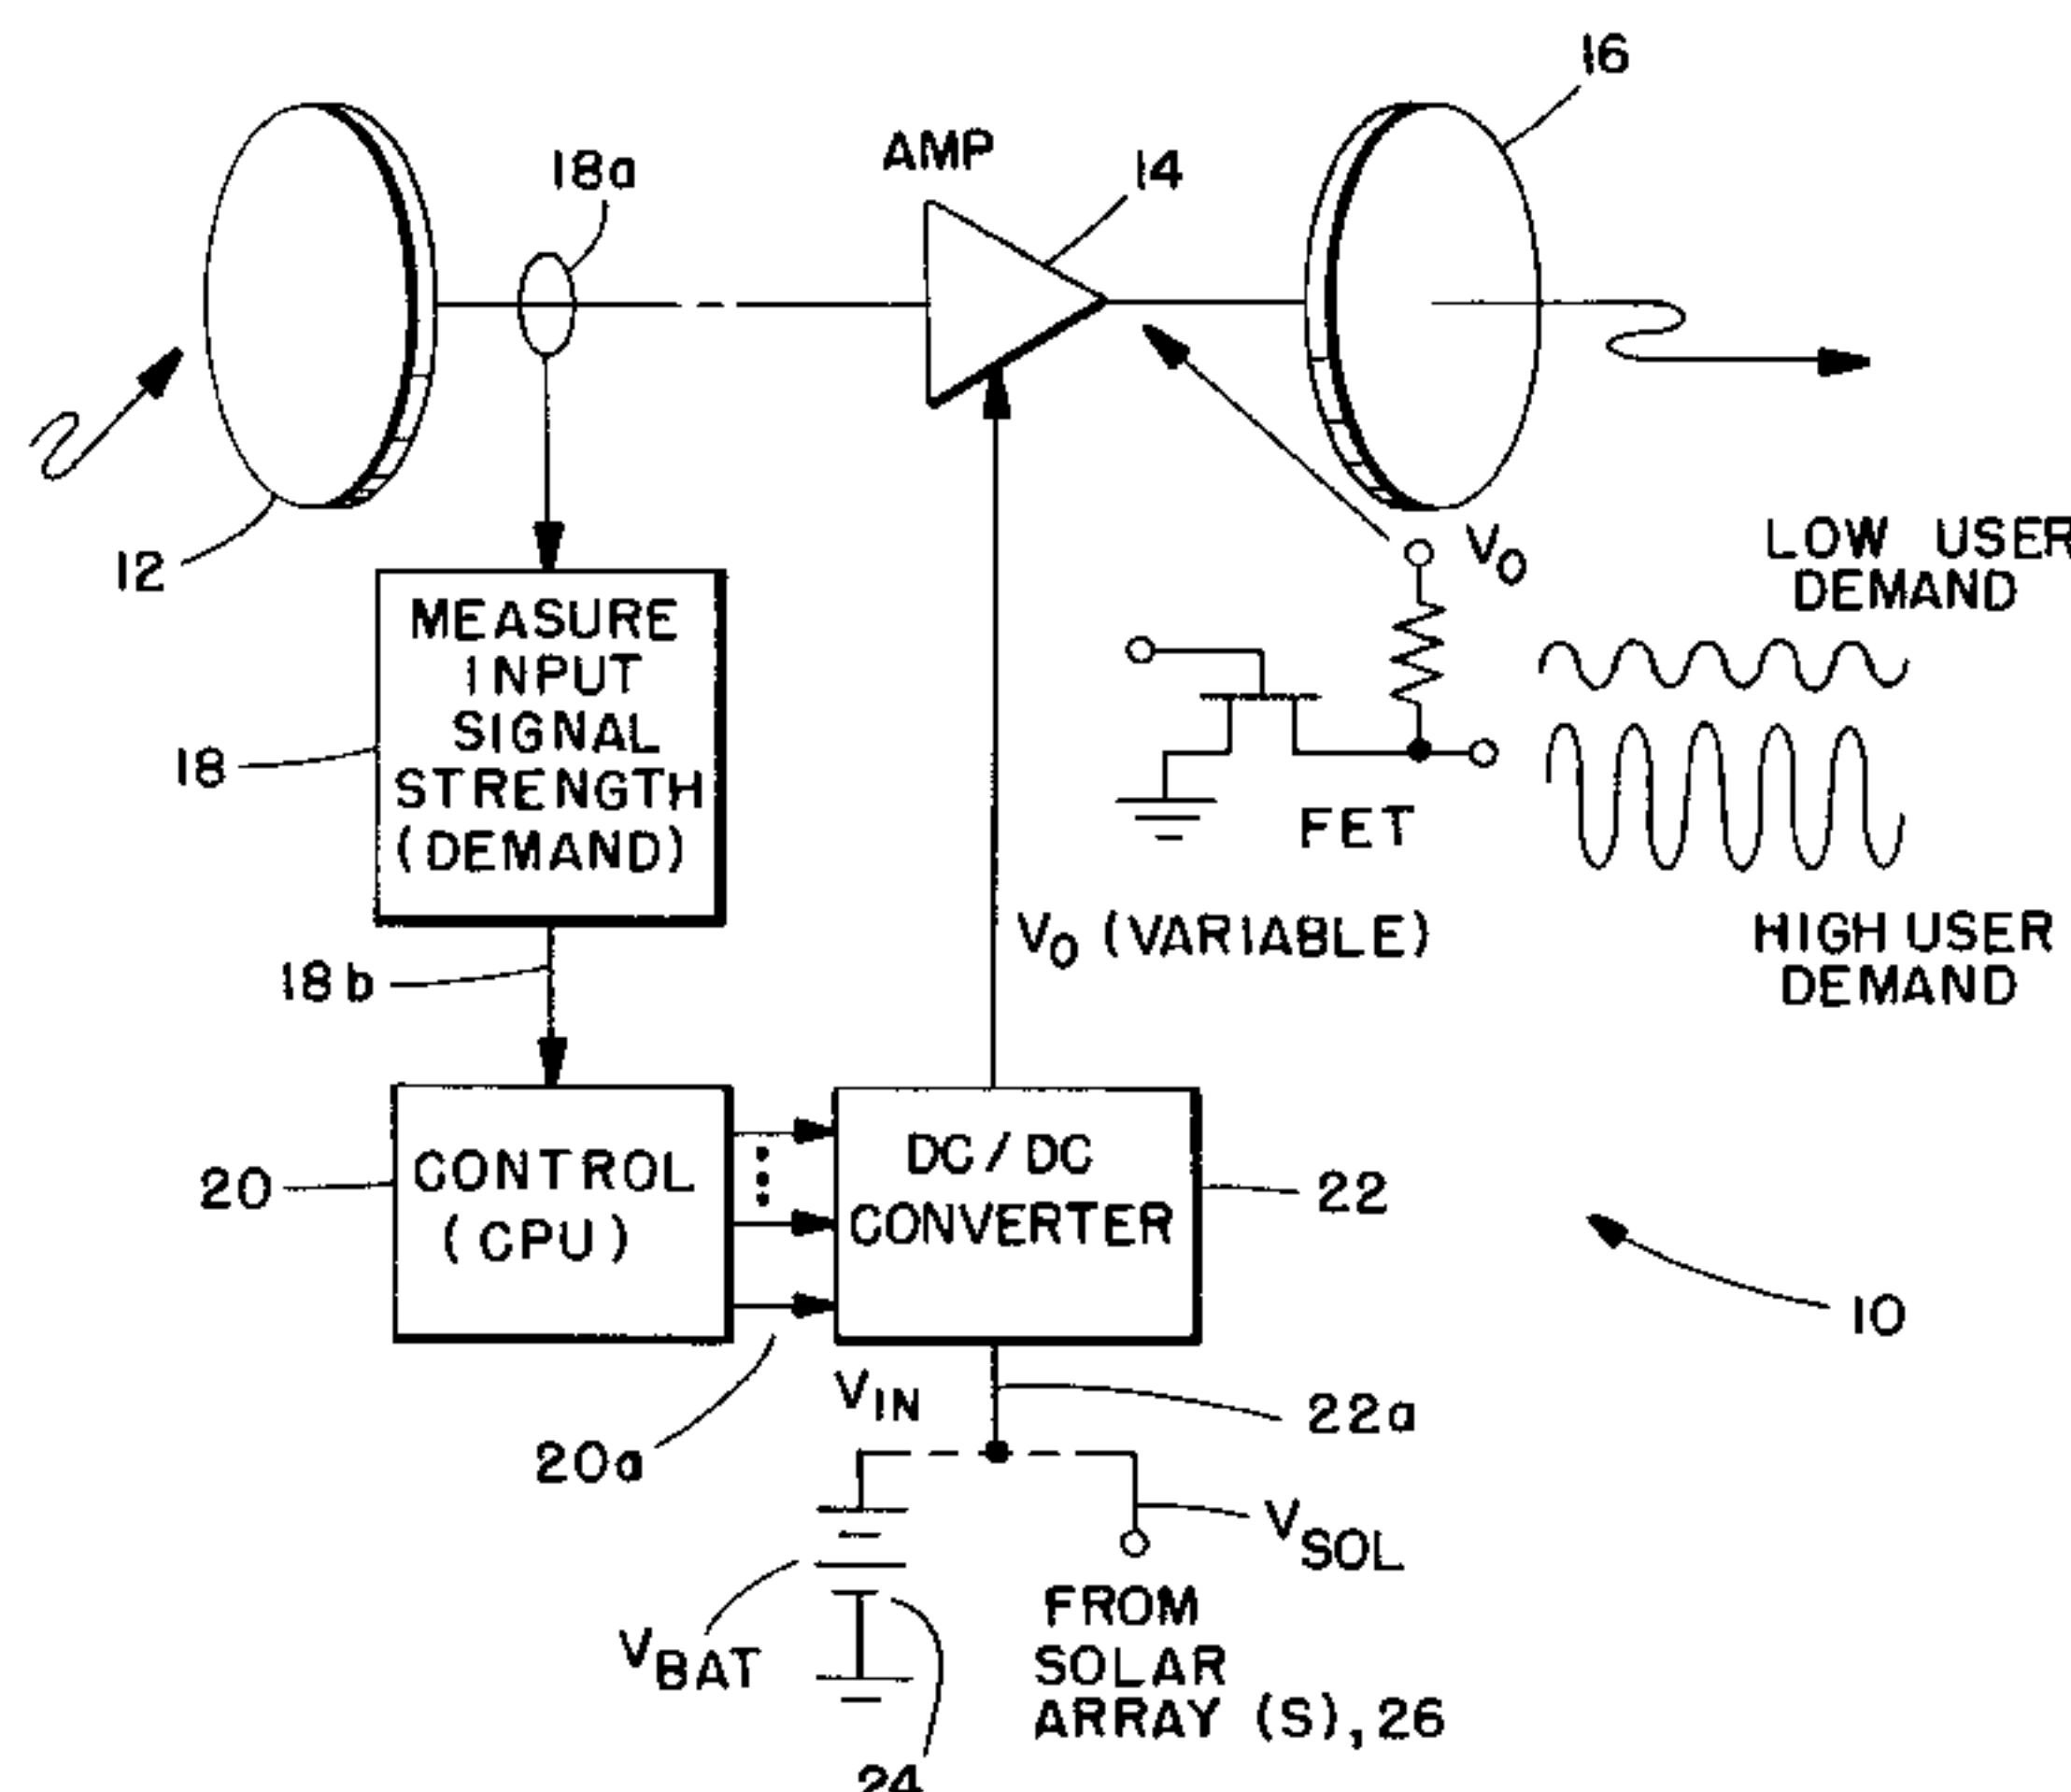 16
18a
AMP
14
12
V0
LOW USER
DEMAND
MEASURE
INPUT
SIGNAL
STRENGTH
(DEMAND)
18
FET
V0 (VARIABLE)
HIGH USER
DEMAND
18b
CONTROL
(CPU)
20
DC/DC
CONVERTER
22
10
VIN
22a
20a
VSOL
VBAT
FROM
SOLAR
ARRAY (S), 26
24